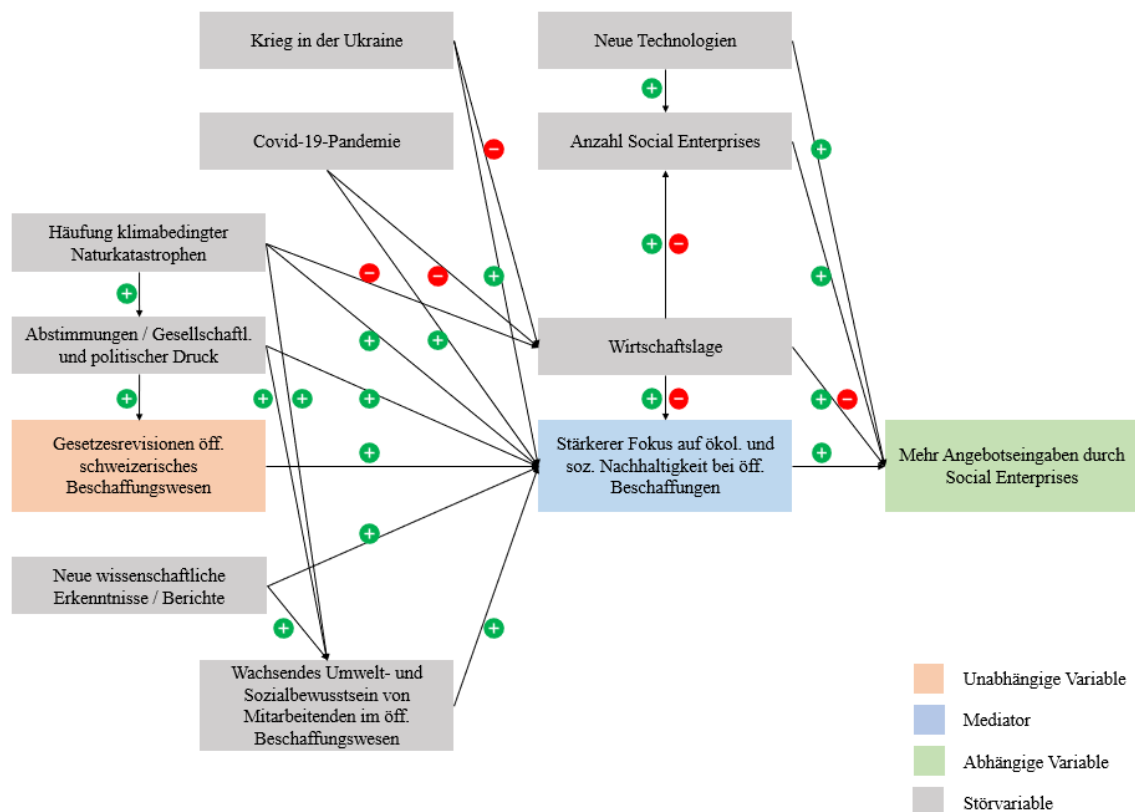 Krieg in der Ukraine
Neue Technologien
Covid-19-Pandemie
Anzahl Social Enterprises
Häufung klimabedingter
Naturkatastrophen
Abstimmungen / Gesellschaftl.
und politischer Druck
Wirtschaftslage
Gesetzesrevisionen öff.
schweizerisches
Beschaffungswesen
Stärkerer Fokus auf ökol. und
soz. Nachhaltigkeit bei öff.
Beschaffungen
Mehr Angebotseingaben durch
Social Enterprises
Neue wissenschaftliche
Erkenntnisse / Berichte
Wachsendes Umwelt- und
Sozialbewusstsein von
Mitarbeitenden im öff.
Beschaffungswesen
Unabhängige Variable
Mediator
Abhängige Variable
Störvariable